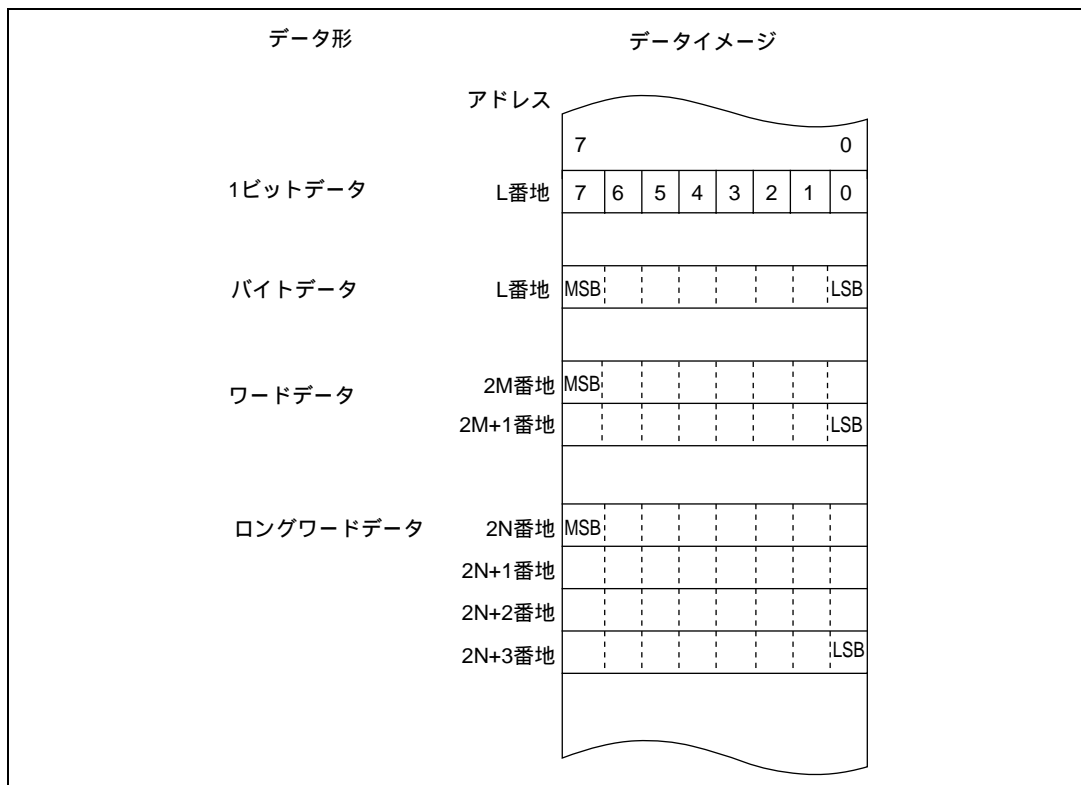 データ形 データイメージ
アドレス
7 0
1ビットデータ L番地 7 6 5 4 3 2 1 0
バイトデータ L番地 MSB LSB
ワードデータ 2M番地 MSB
2M+1番地 LSB
ロングワードデータ 2N番地 MSB
2N+1番地
2N+2番地
2N+3番地 LSB